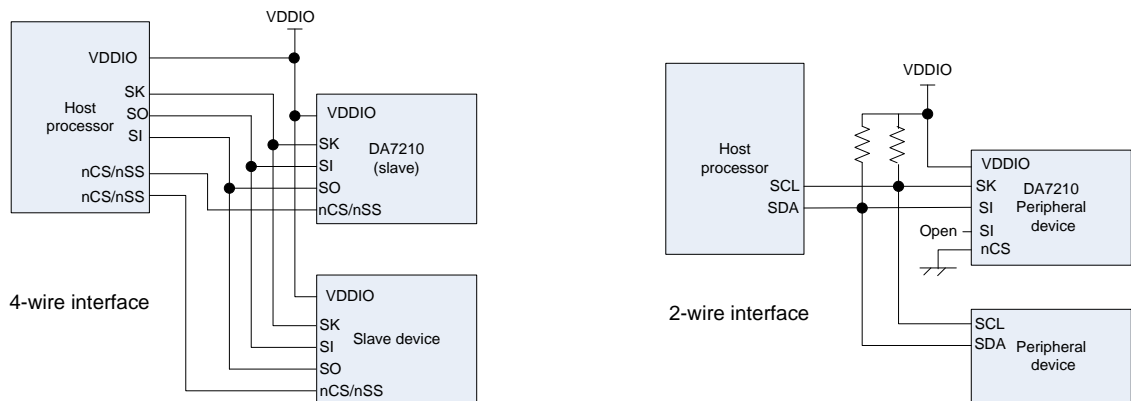 VDDIO
VDDIO
SK
SO
SI
Host
processor
nCS/nSS
nCS/nSS
VDDIO
SK
SI
SO
nCS/nSS
DA7210
(slave)
VDDIO
SK
SI
SO
nCS/nSS
Slave device
4-wire interface
VDDIO
Host
processor
SCL
SDA
VDDIO
SK
SI
SI
nCS
DA7210
Peripheral
device
Open
SCL
SDA
Peripheral
device
2-wire interface